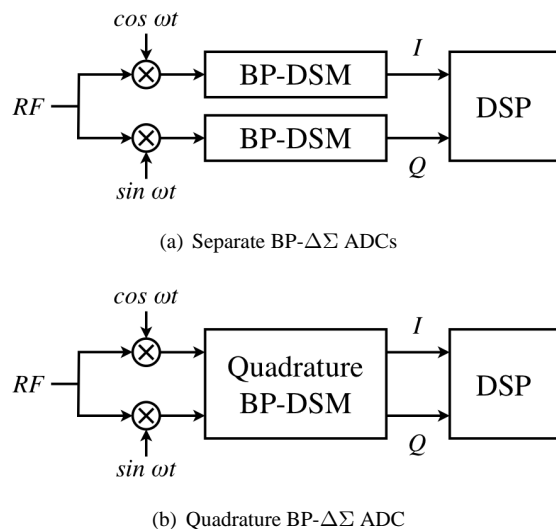 cos ωt
RF
BP-DSM
I
DSP
BP-DSM
Q
sin ωt
(a) Separate BP-ΔΣ ADCs
cos ωt
RF
Quadrature
BP-DSM
I
DSP
Q
sin ωt
(b) Quadrature BP-ΔΣ ADC